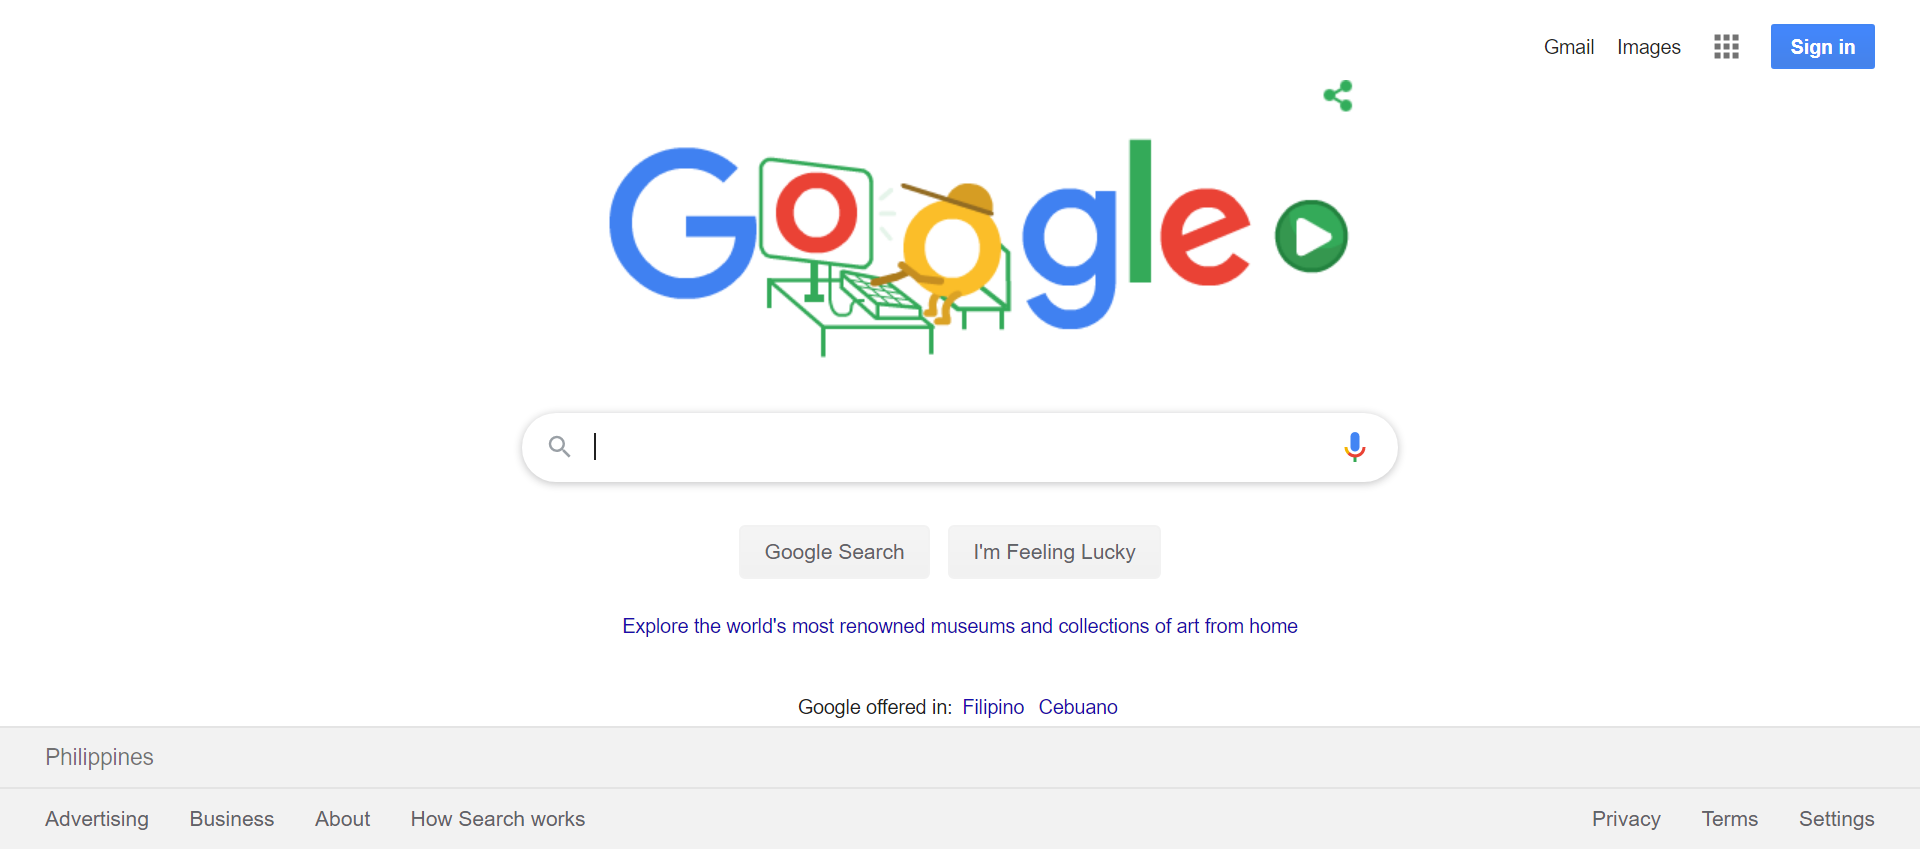 Gmail Images Sign in
Google
Google Search I'm Feeling Lucky
Explore the world's most renowned museums and collections of art from home
Google offered in: Filipino Cebuano
Philippines
Advertising Business About How Search works Privacy Terms Settings